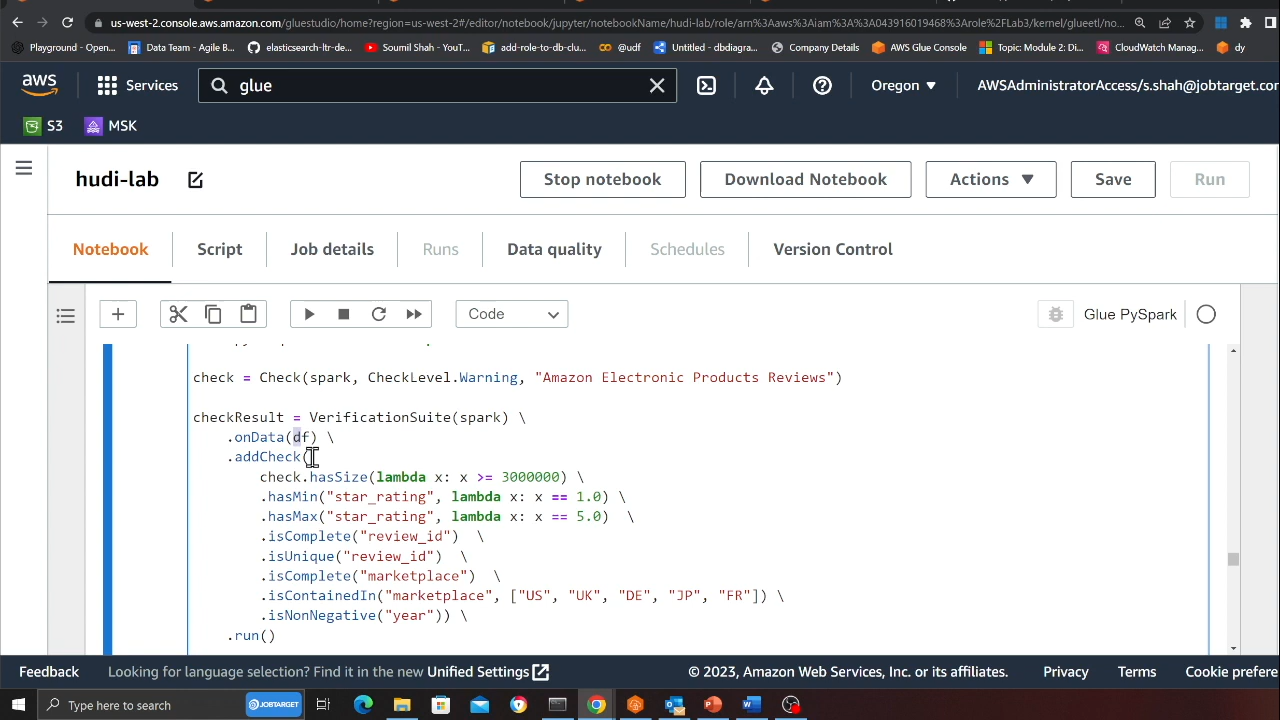 us-west-2.console.aws.amazon.com/gluestudio/home?region=us-west-2#/editor/notebook/jupyter/notebookName/hudi-lab/role/arn%3Aaws%3Aiam%3A%3A043916019468%3Arole%2FLab3/kernel/glueetl/no...
Playground - Open... Data Team - Agile B... elastesearch-ltr-de... Soumil Shah - YouT... add-role-to-db-clu... @udf Untitled - dbdiagra... Company Details AWS Glue Console Topic: Module 2: Di... CloudWatch Manag... dy
aws Services glue Oregon AWSAdministratorAccess/s.shah@jobtarget.cor
S3 MSK
hudi-lab Stop notebook Download Notebook Actions Save Run
Notebook Script Job details Runs Data quality Schedules Version Control
Code Glue PySpark
check = Check(spark, CheckLevel.Warning, "Amazon Electronic Products Reviews")
checkResult = VerificationSuite(spark) \
.onData(df) \
.addCheck(
check.hasSize(lambda x: x >= 3000000) \
.hasMin("star_rating", lambda x: x == 1.0) \
.hasMax("star_rating", lambda x: x == 5.0) \
.isComplete("review_id") \
.isUnique("review_id") \
.isComplete("marketplace") \
.isContainedIn("marketplace", ["US", "UK", "DE", "JP", "FR"]) \
.isNonNegative("year")) \
.run()
Feedback Looking for language selection? Find it in the new Unified Settings © 2023, Amazon Web Services, Inc. or its affiliates. Privacy Terms Cookie prefere
Type here to search JOBTARGET